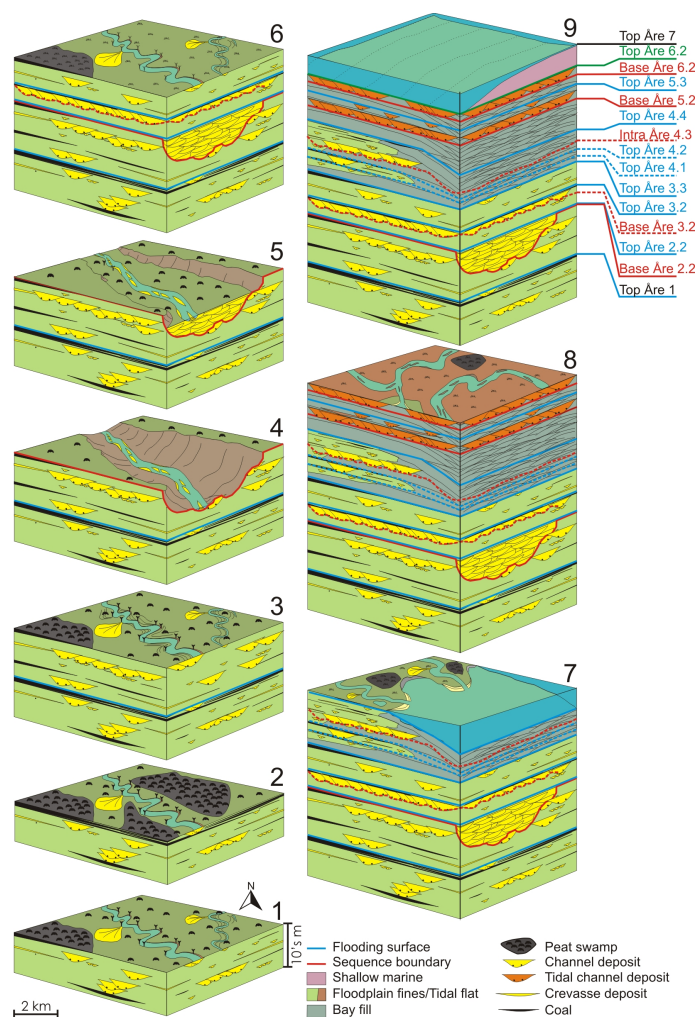 6
9
Top Åre 7
Top Åre 6.2
Base Åre 6.2
Top Åre 5.3
Base Åre 5.2
Top Åre 4.4
Intra Åre 4.3
Top Åre 4.2
Top Åre 4.1
Top Åre 3.3
Top Åre 3.2
Base Åre 3.2
Top Åre 2.2
Base Åre 2.2
Top Åre 1
5
8
4
3
7
2
N
1
10's m
2 km
Flooding surface
Sequence boundary
Shallow marine
Floodplain fines/Tidal flat
Bay fill
Peat swamp
Channel deposit
Tidal channel deposit
Crevasse deposit
Coal